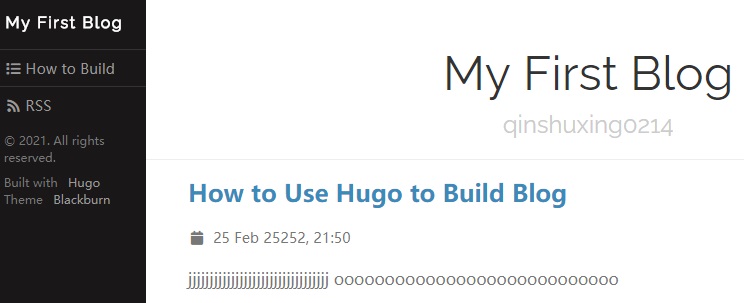 My First Blog
How to Build
RSS
© 2021. All rights
reserved.
Built with Hugo
Theme Blackburn
My First Blog
qinshuxing0214
How to Use Hugo to Build Blog
25 Feb 25252, 21:50
jjjjjjjjjjjjjjjjjjjjjjjjjjjjjjjjjj oooooooooooooooooooooooooooo